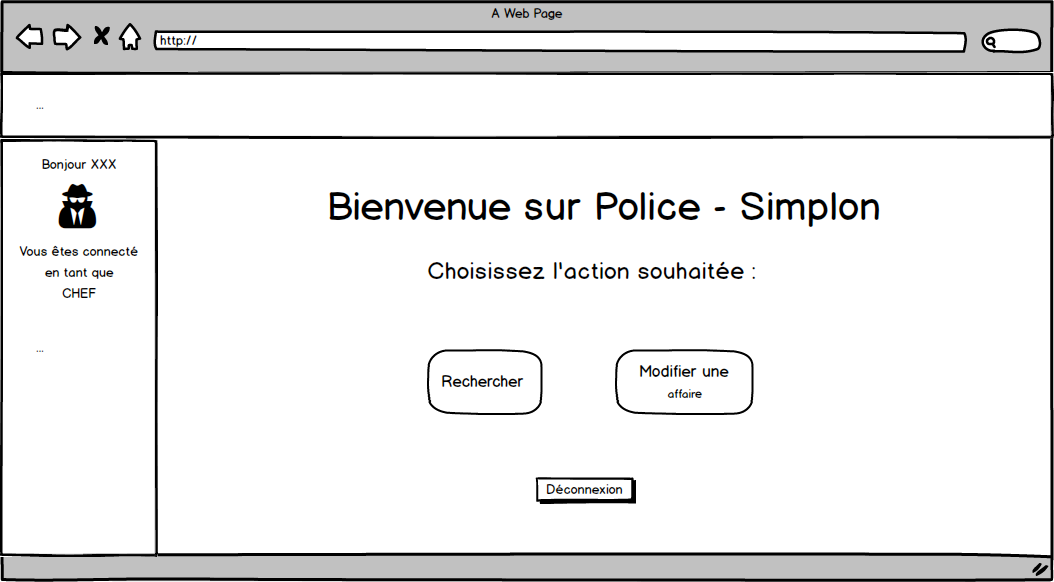 A Web Page
http://
...
Bonjour XXX
Vous êtes connecté
en tant que
CHEF
...
Bienvenue sur Police - Simplon
Choisissez l'action souhaitée :
Rechercher
Modifier une
affaire
Déconnexion